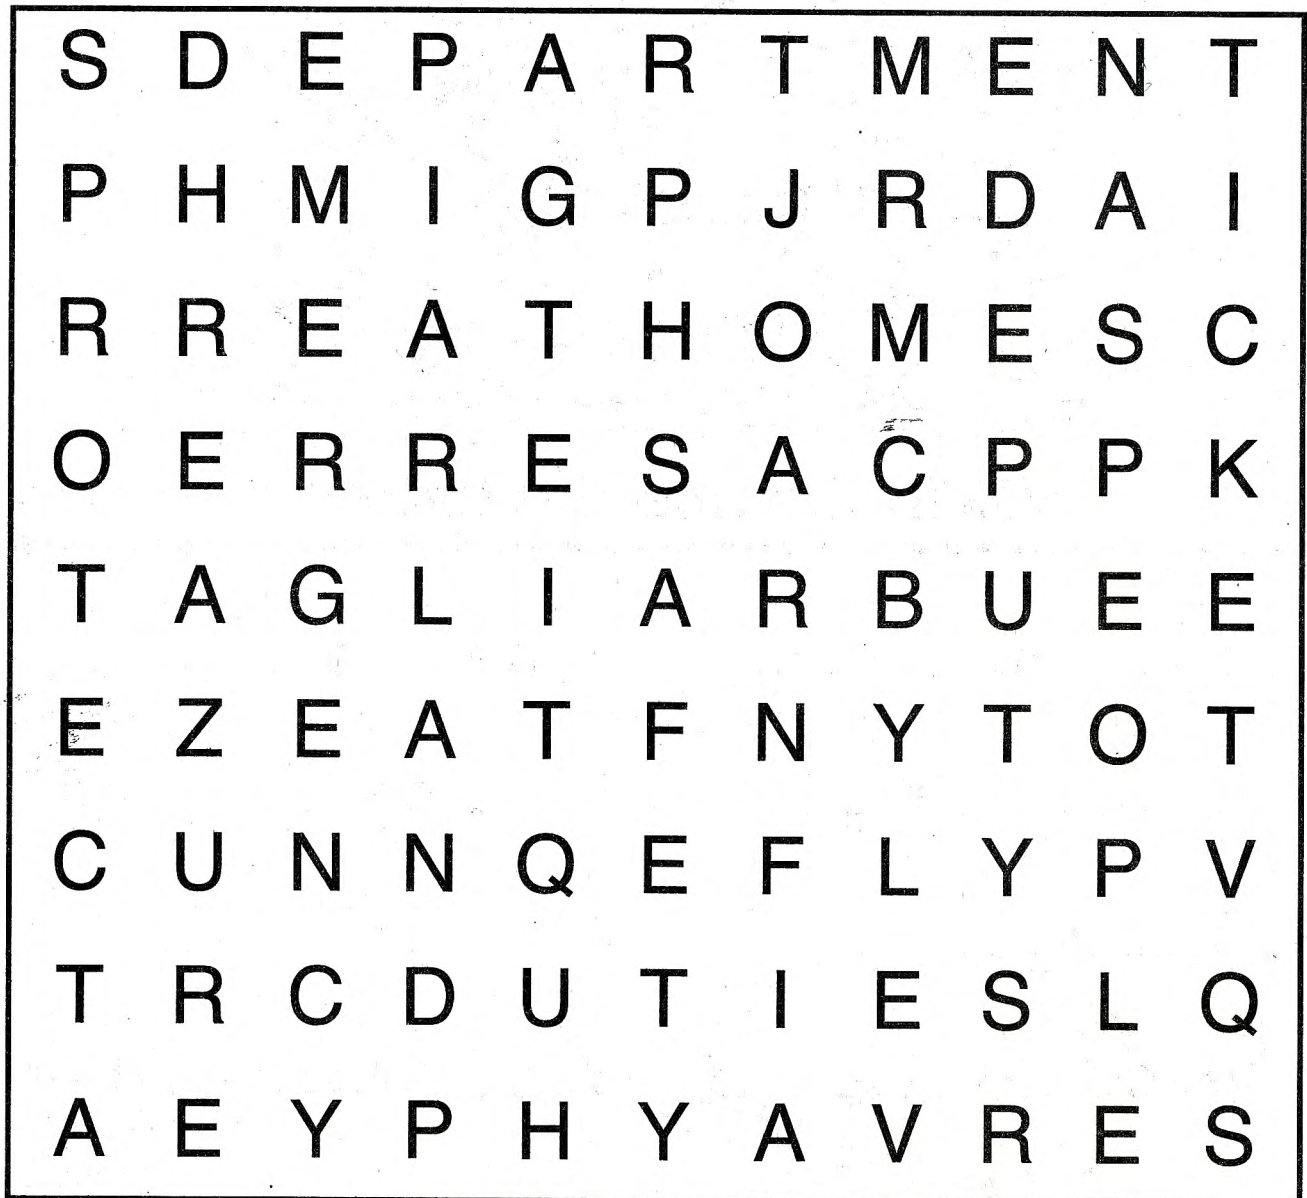 S D E P A R T M E N T
P H M I G P J R D A I
R R E A T H O M E S C
O E R R E S A C P P K
T A G L I A R B U E E
E Z E A T F N Y T O T
C U N N Q E F L Y P V
T R C D U T I E S L Q
A E Y P H Y A V R E S